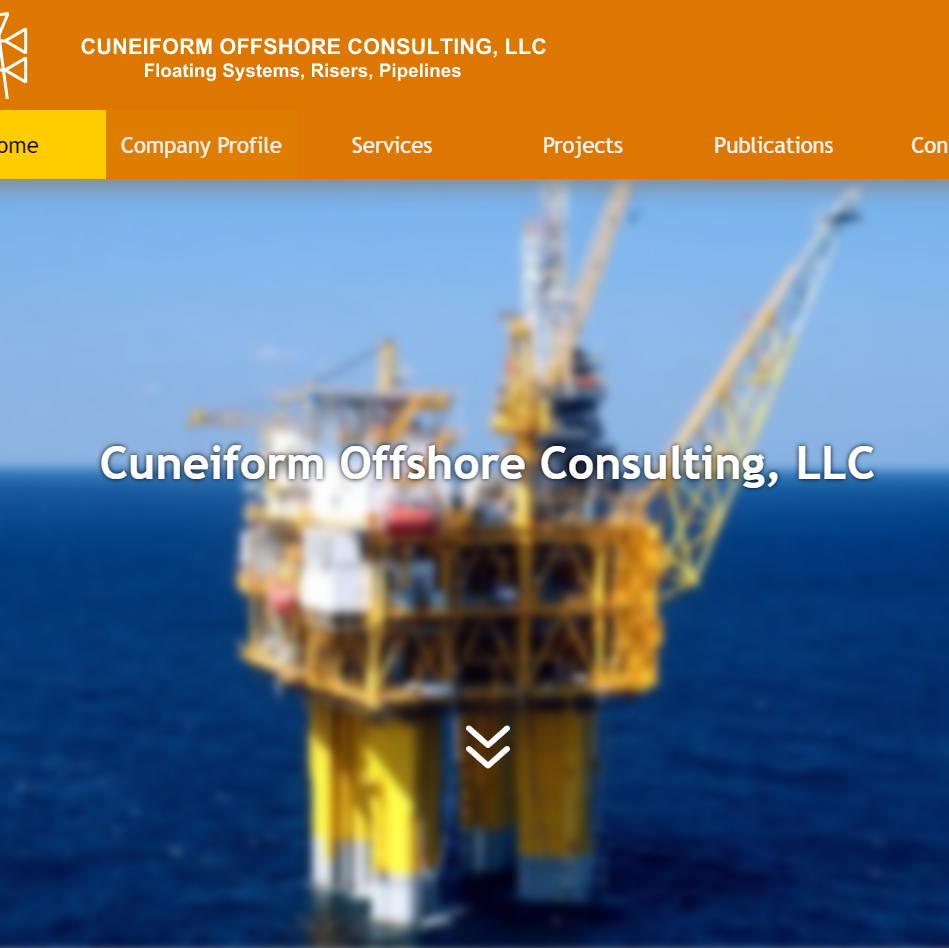 CUNEIFORM OFFSHORE CONSULTING, LLC
Floating Systems, Risers, Pipelines
ome Company Profile Services Projects Publications Con
Cuneiform Offshore Consulting, LLC